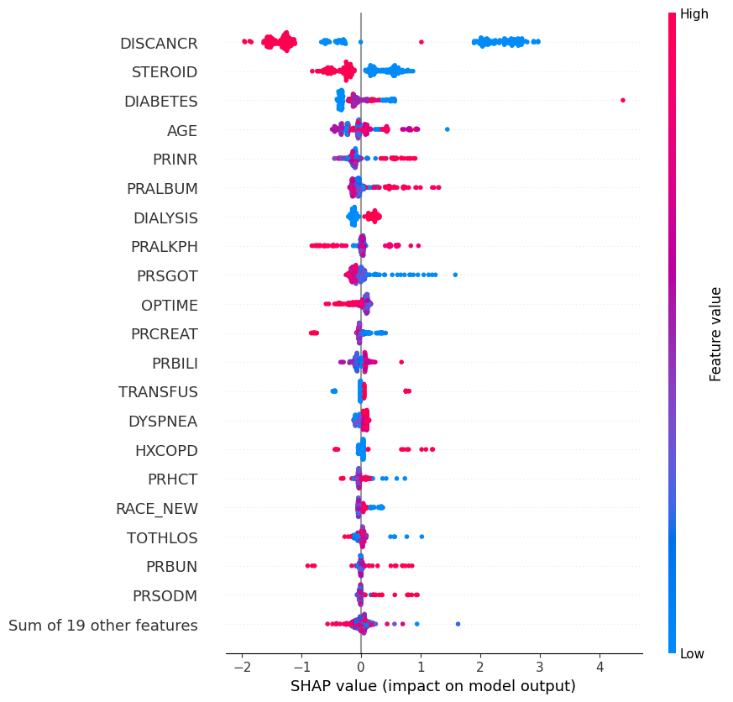 High
DISCANCR
STEROID
DIABETES
AGE
PRINR
PRALBUM
DIALYSIS
PRALKPH
PRSGOT
OPTIME
PRCREAT
PRBILI
TRANSFUS
DYSPNEA
HXCOPD
PRHCT
RACE_NEW
TOTHLOS
PRBUN
PRSODM
Sum of 19 other features
Feature value
Low
−2 −1 0 1 2 3 4
SHAP value (impact on model output)